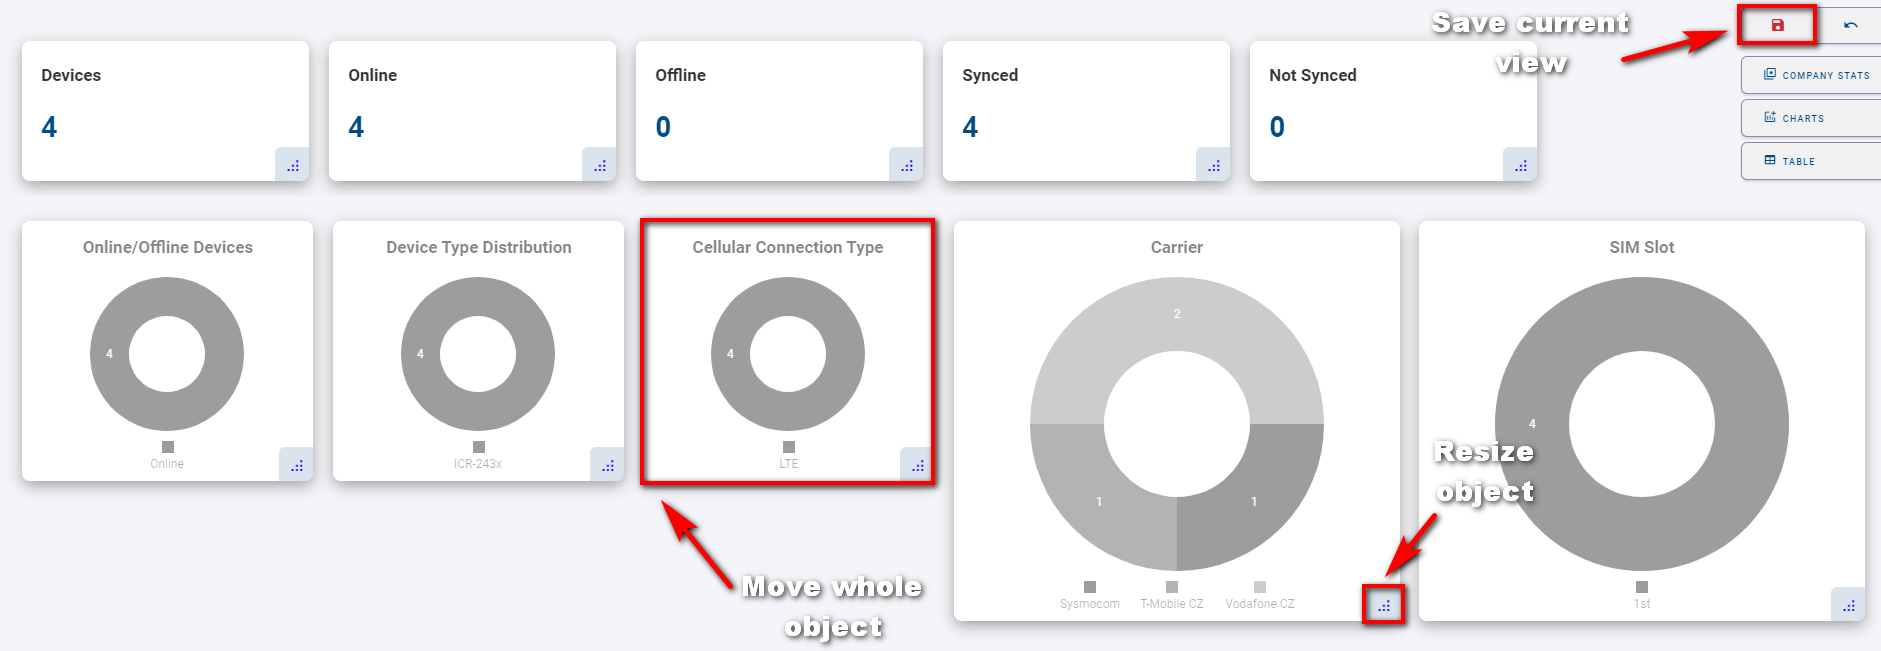 Save current
view
Devices
4
Online
4
Offline
0
Synced
4
Not Synced
0
COMPANY STATS
CHARTS
TABLE
Online/Offline Devices
4
Online
Device Type Distribution
4
ICR-243x
Cellular Connection Type
4
LTE
Carrier
2
1
1
Sysmocom
T-Mobile CZ
Vodafone CZ
SIM Slot
4
1st
Resize
object
Move whole
object